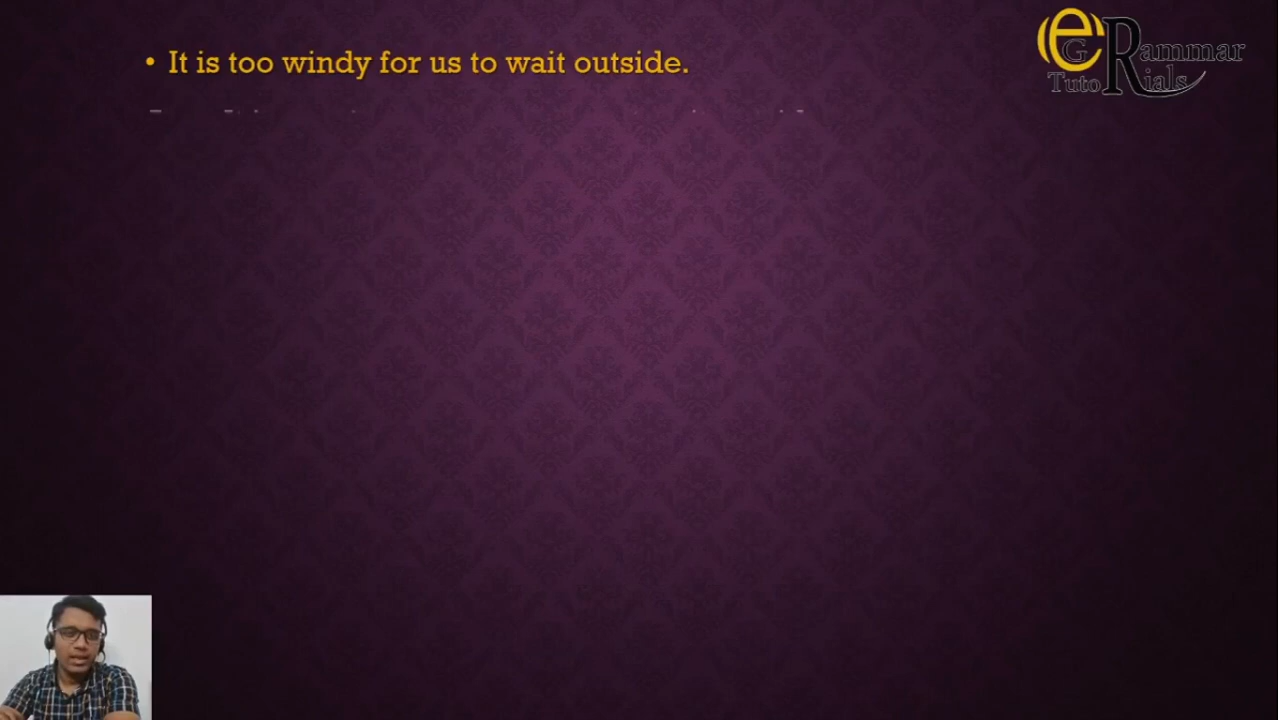 • It is too windy for us to wait outside.
eGRammar
TutoRials